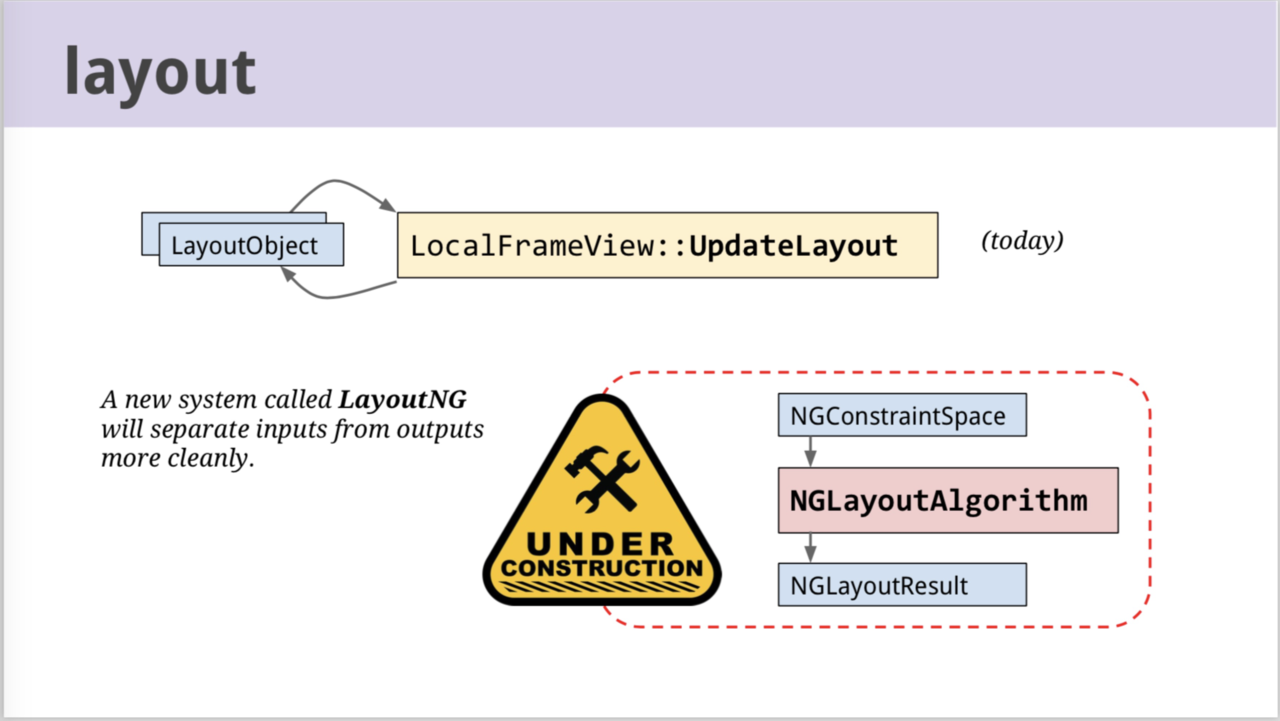 layout
LayoutObject
LocalFrameView::UpdateLayout
(today)
A new system called LayoutNG
will separate inputs from outputs
more cleanly.
UNDER
CONSTRUCTION
NGConstraintSpace
NGLayoutAlgorithm
NGLayoutResult